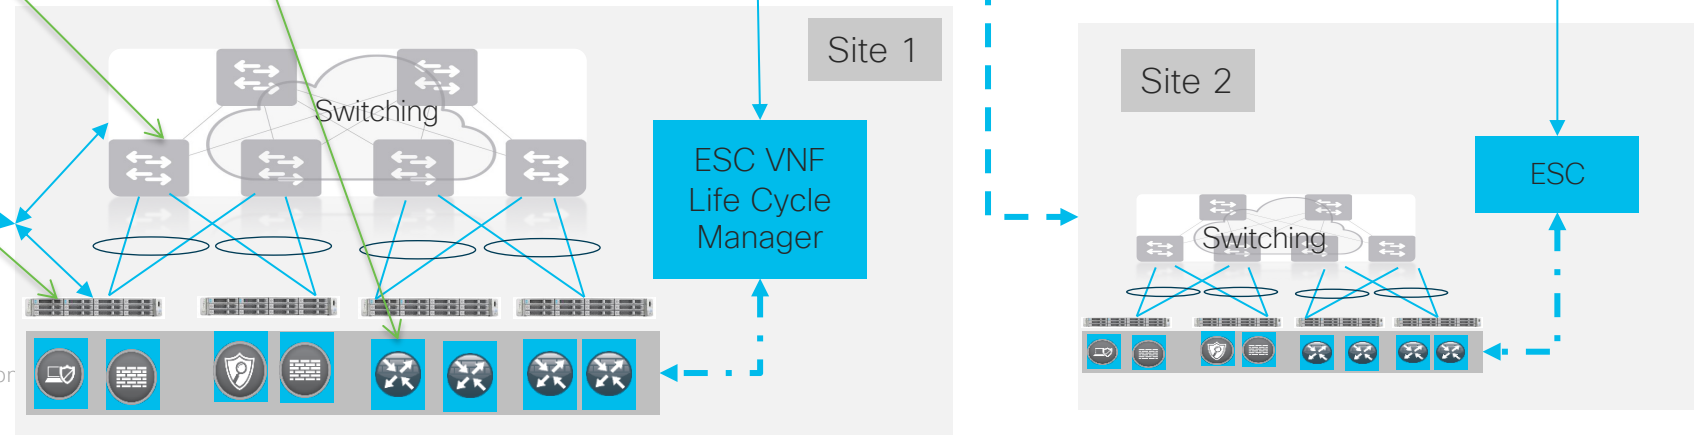 Site 1
Switching
ESC VNF
Life Cycle
Manager
Site 2
ESC
Switching